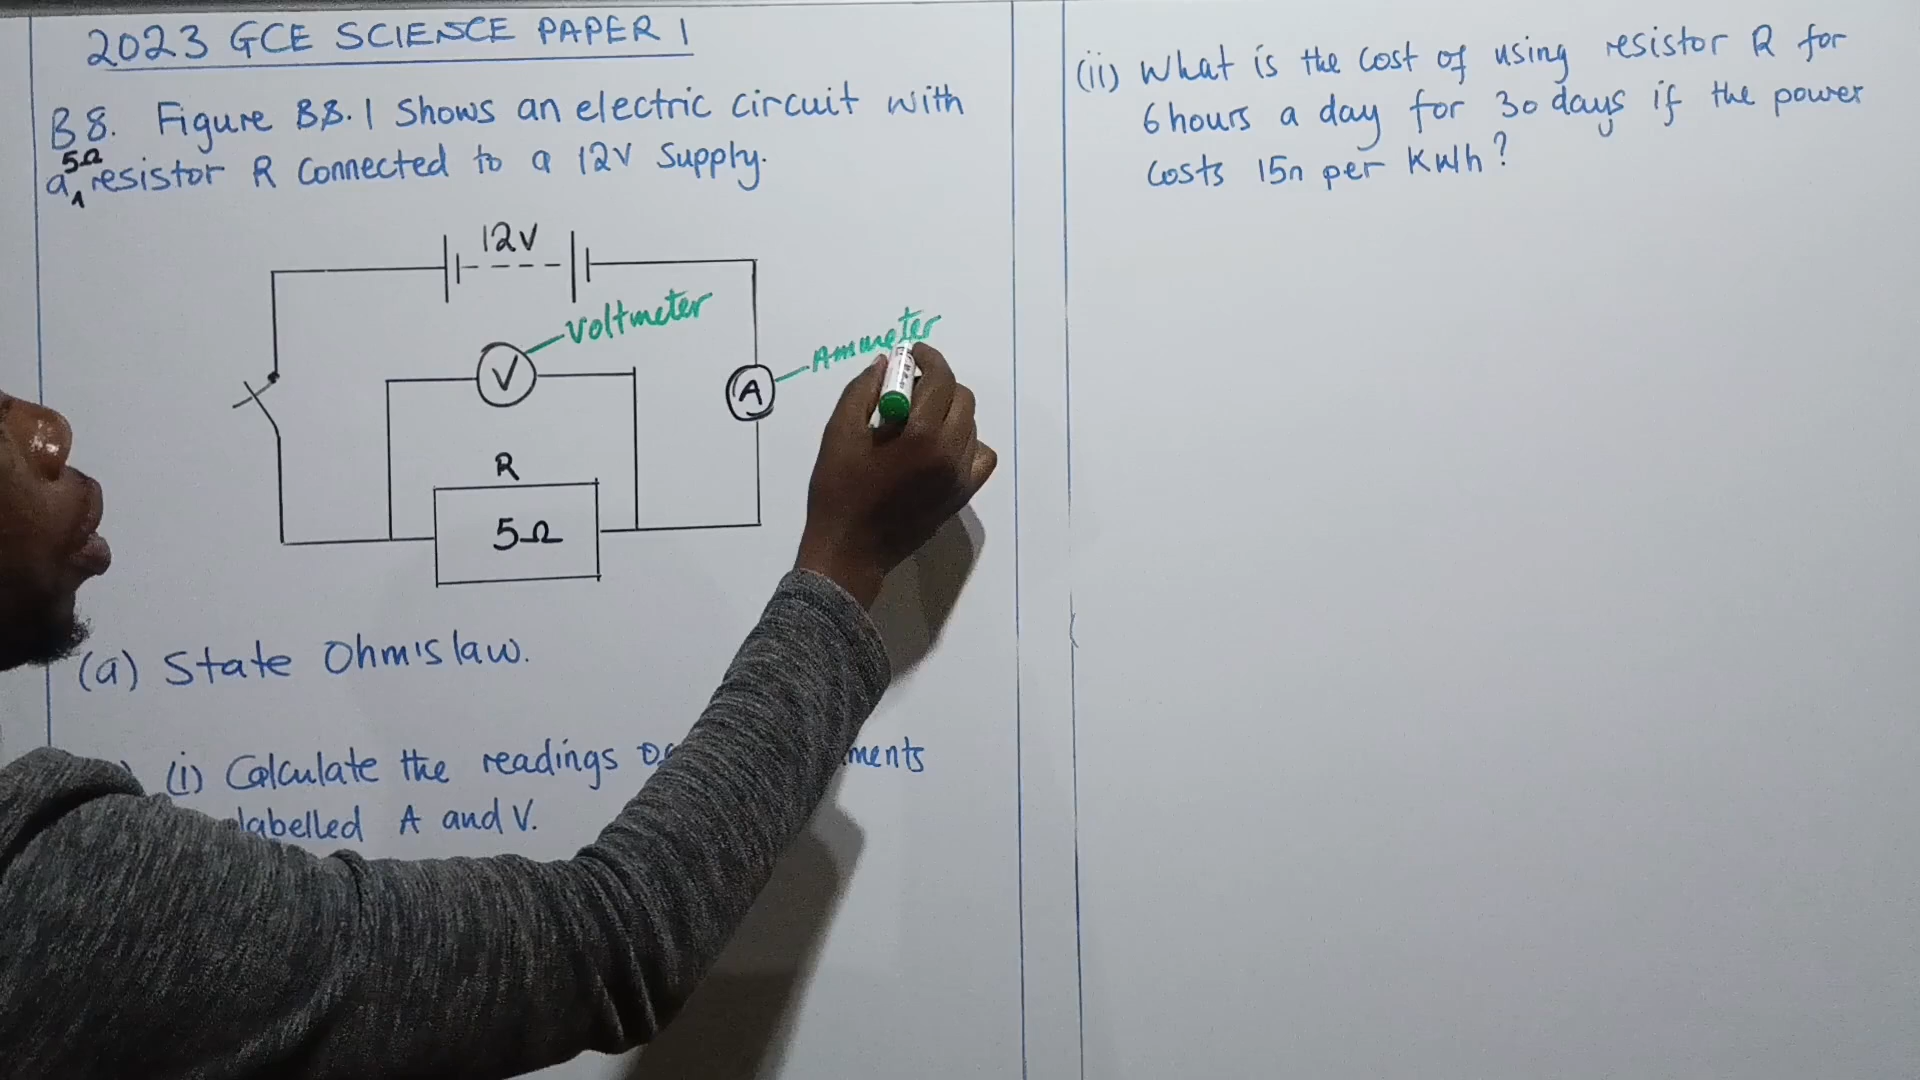 2023 GCE SCIENCE PAPER 1
B8. Figure B8.1 Shows an electric circuit with
5Ω
a resistor R Connected to a 12V Supply.
12V
Voltmeter
V
Ammeter
A
R
5Ω
(a) State Ohm's law.
(i) Calculate the readings
labelled A and V.
(ii) What is the Cost of using resistor R for
6 hours a day for 30 days if the power
Costs 15n per KWh?